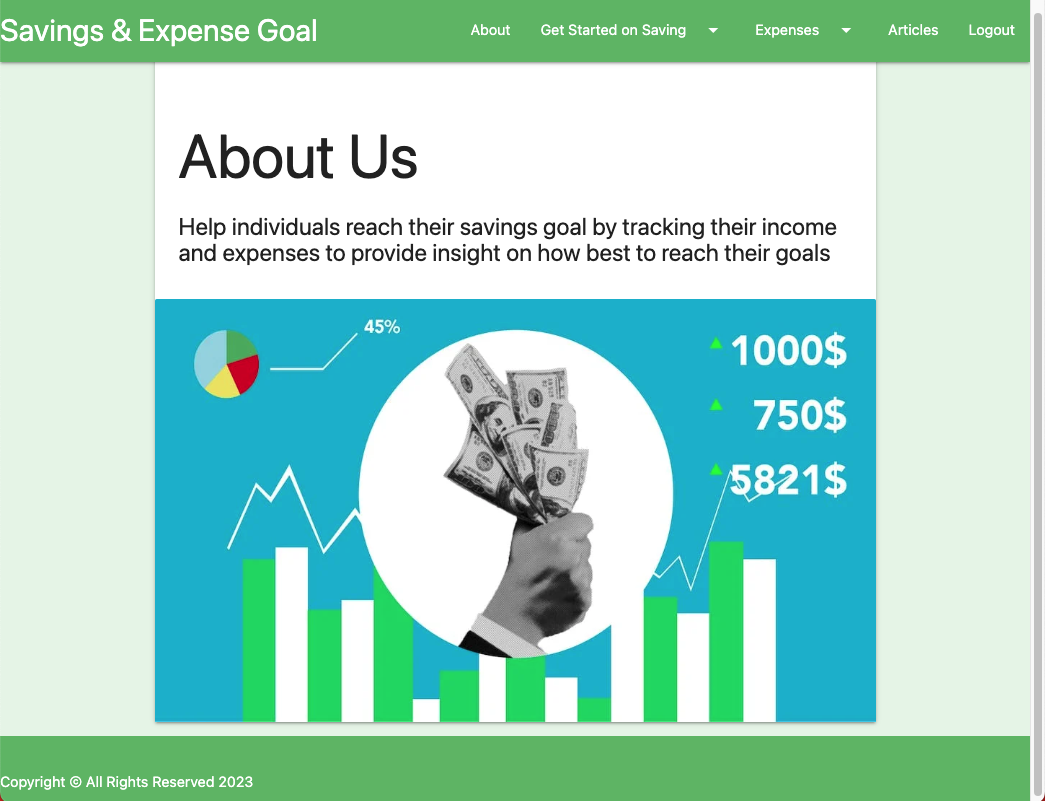 Savings & Expense Goal
About
Get Started on Saving
Expenses
Articles
Logout
About Us
Help individuals reach their savings goal by tracking their income
and expenses to provide insight on how best to reach their goals
45%
1000$
750$
5821$
Copyright © All Rights Reserved 2023